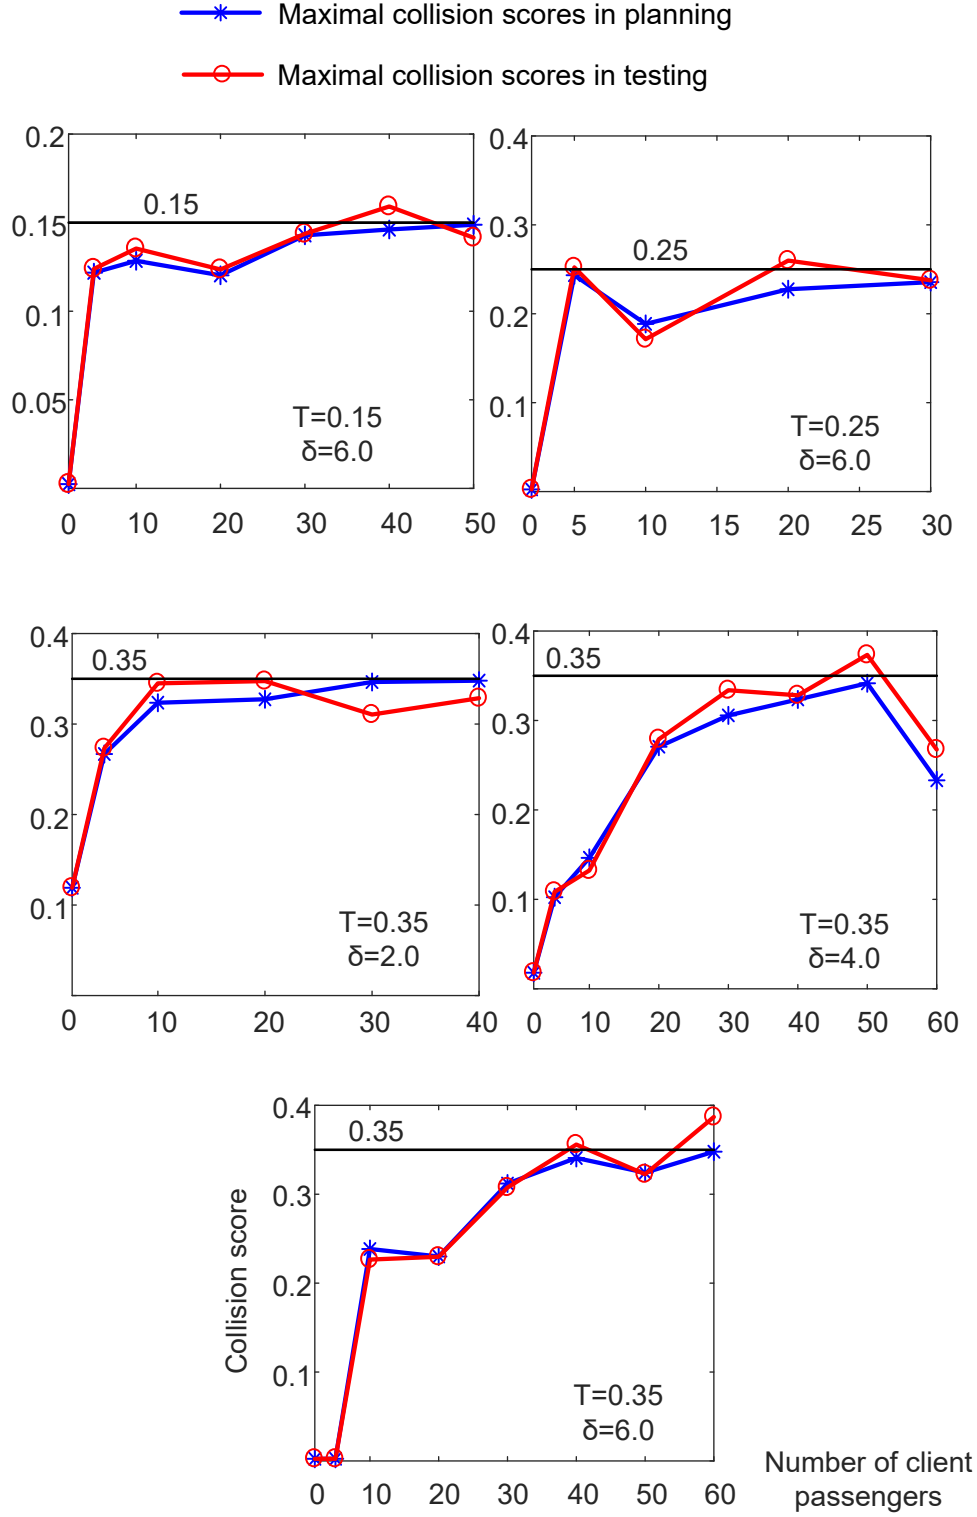 Maximal collision scores in planning
Maximal collision scores in testing
0.2
0.15
0.1
0.05
0.15
T=0.15
δ=6.0
0 10 20 30 40 50
0.4
0.3
0.2
0.1
0.25
T=0.25
δ=6.0
0 5 10 15 20 30
0.4
0.3
0.2
0.1
0.35
T=0.35
δ=2.0
0 10 20 30 40
0.4
0.3
0.2
0.1
0.35
T=0.35
δ=4.0
0 10 20 30 40 50 60
0.4
0.3
0.2
0.1
0.35
Collision score
T=0.35
δ=6.0
0 10 20 30 40 50 60
Number of client
passengers